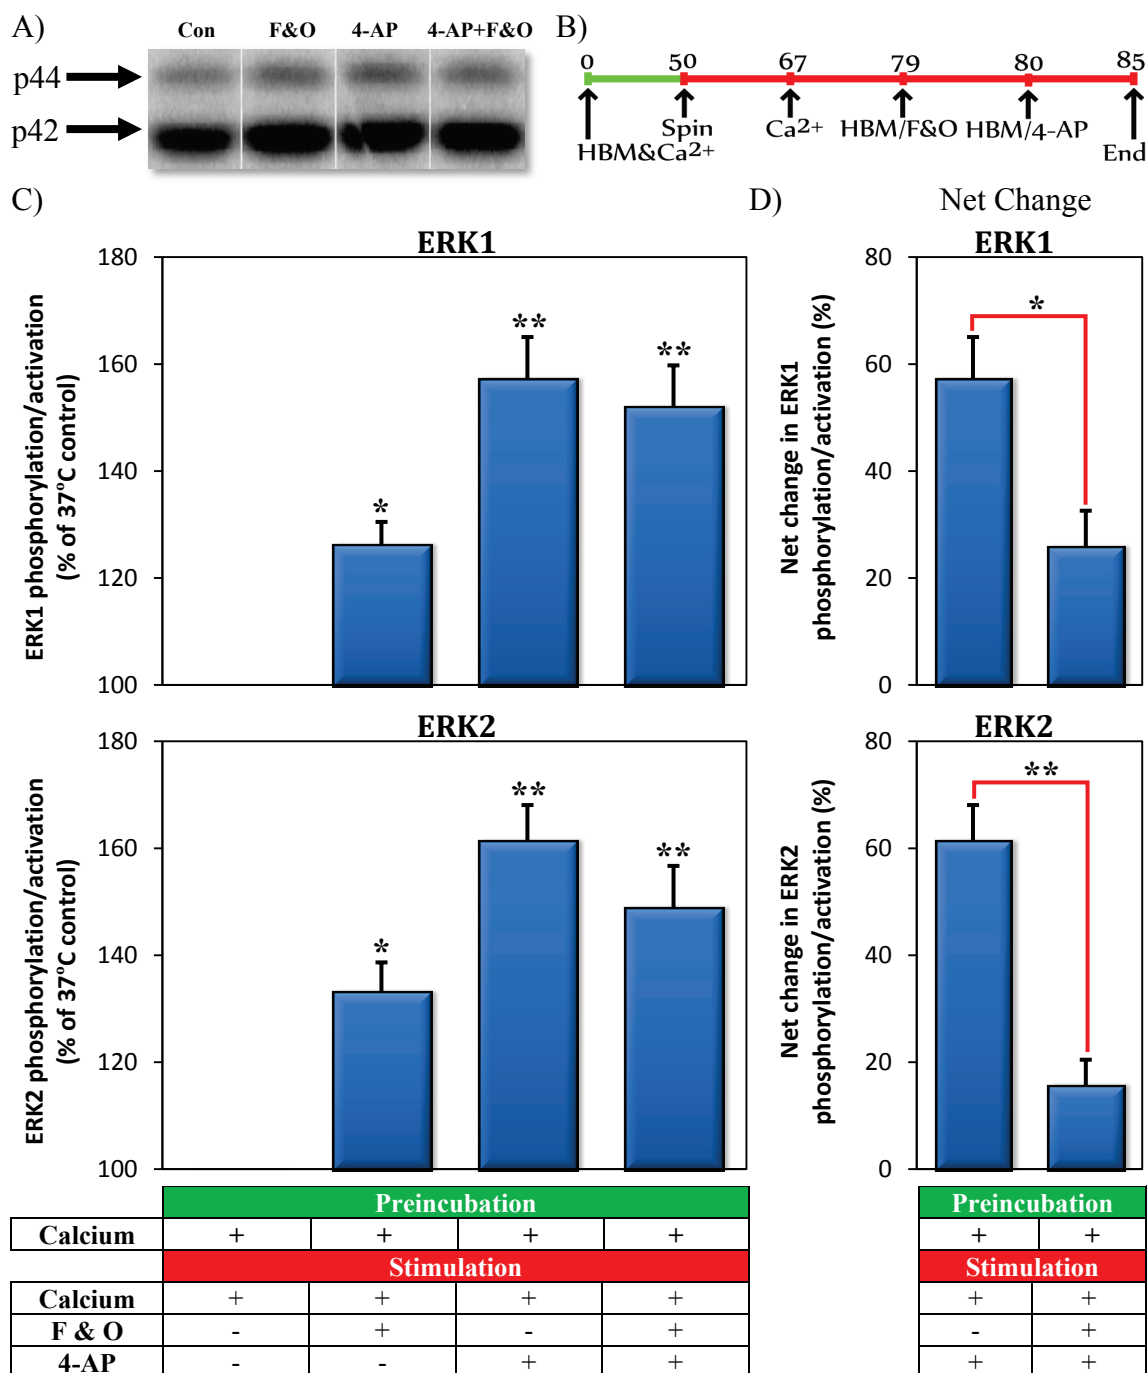 A)
Con F&O 4-AP 4-AP+F&O
p44
p42
B)
0 50 67 79 80 85
HBM&Ca2+
Spin
Ca2+
HBM/F&O
HBM/4-AP
End
C)
ERK1
ERK1 phosphorylation/activation
(% of 37°C control)
180
160
140
120
100
*
**
**
D)
Net Change
ERK1
Net change in ERK1
phosphorylation/activation (%)
80
60
40
20
0
*
ERK2
ERK2 phosphorylation/activation
(% of 37°C control)
180
160
140
120
100
*
**
**
ERK2
Net change in ERK2
phosphorylation/activation (%)
80
60
40
20
0
**
Preincubation
Calcium + + + +
Stimulation
Calcium + + + +
F & O - + - +
4-AP - - + +
Preincubation
+ +
Stimulation
+ +
- +
+ +